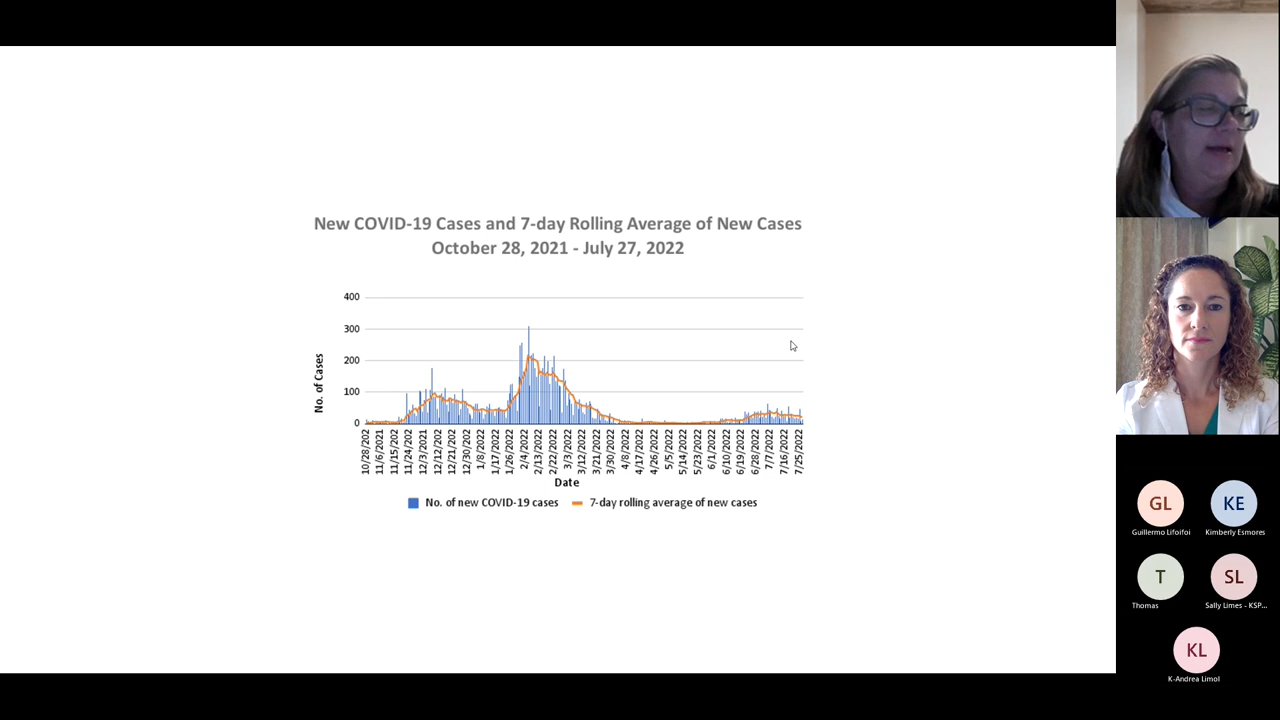 New COVID-19 Cases and 7-day Rolling Average of New Cases
October 28, 2021 - July 27, 2022
400
300
200
100
0
No. of Cases
10/28/202
11/6/2021
11/15/202
11/24/202
12/3/2021
12/12/202
12/21/202
12/30/202
1/8/2022
1/17/2022
1/26/2022
2/4/2022
2/13/2022
2/22/2022
3/3/2022
3/12/2022
3/21/2022
3/30/2022
4/8/2022
4/17/2022
4/26/2022
5/5/2022
5/14/2022
5/23/2022
6/1/2022
6/10/2022
6/19/2022
6/28/2022
7/7/2022
7/16/2022
7/25/2022
Date
No. of new COVID-19 cases
7-day rolling average of new cases
GL
Guillermo Lifoifoi
KE
Kimberly Esmores
T
Thomas
SL
Sally Limes - KSP...
KL
K-Andrea Limol